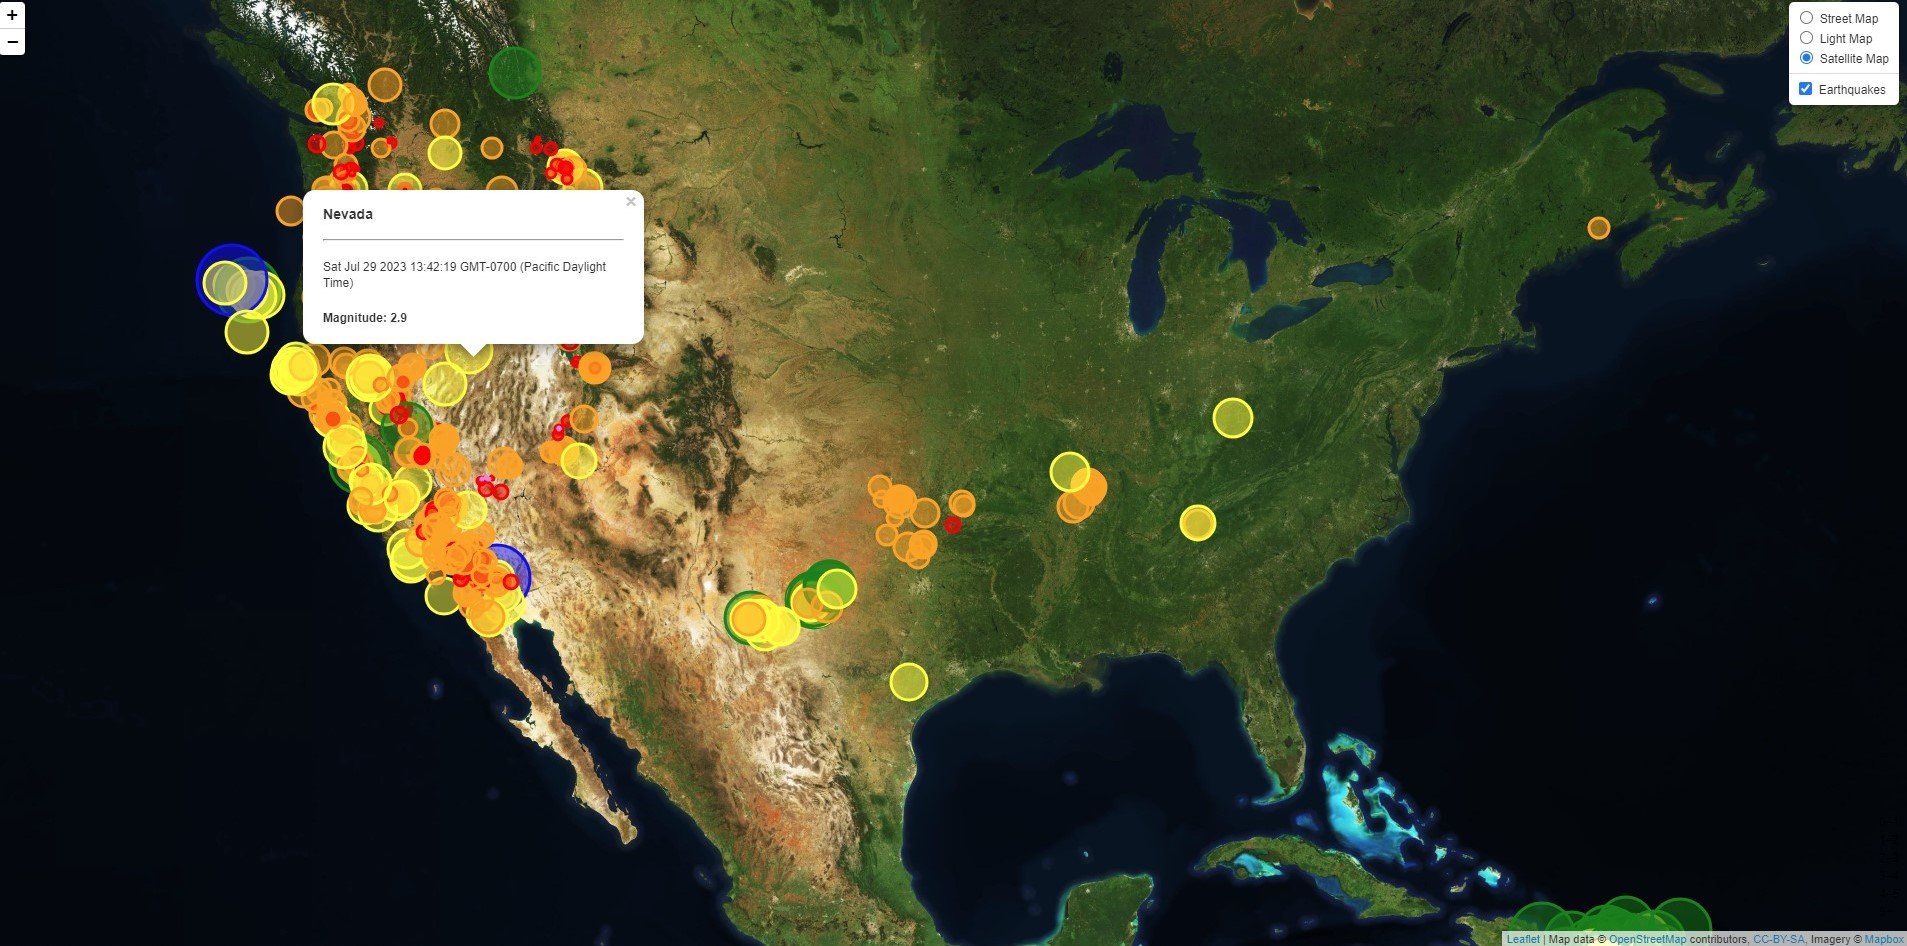 +
−
Street Map
Light Map
Satellite Map
Earthquakes
×
Nevada
Sat Jul 29 2023 13:42:19 GMT-0700 (Pacific Daylight
Time)
Magnitude: 2.9
Leaflet | Map data © OpenStreetMap contributors, CC-BY-SA, Imagery © Mapbox